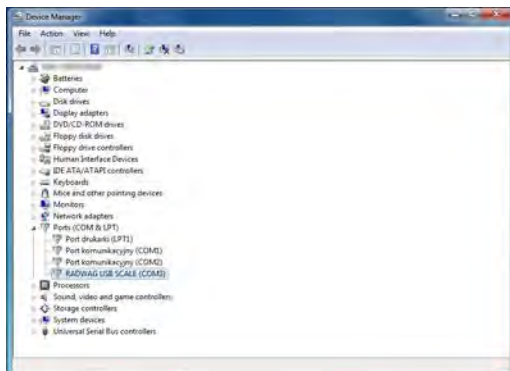 Device Manager
File Action View Help
Batteries
Computer
Disk drives
Display adapters
DVD/CD-ROM drives
Floppy disk drives
Floppy drive controllers
Human Interface Devices
IDE ATA/ATAPI controllers
Keyboards
Mice and other pointing devices
Monitors
Network adapters
Ports (COM & LPT)
Port drukarki (LPT1)
Port komunikacyjny (COM1)
Port komunikacyjny (COM2)
RADWAG USB SCALE (COM3)
Processors
Sound, video and game controllers
Storage controllers
System devices
Universal Serial Bus controllers